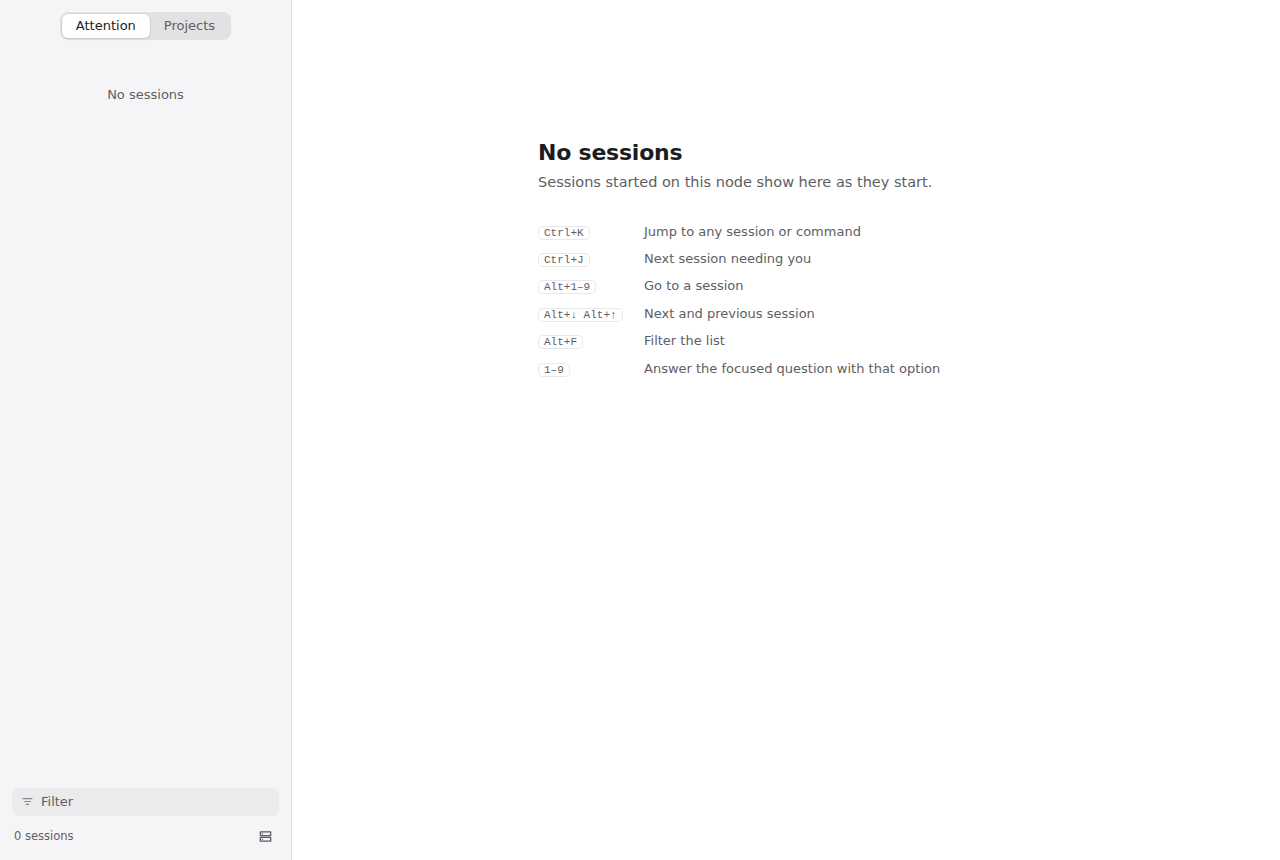 Attention Projects
No sessions
No sessions
Sessions started on this node show here as they start.
Ctrl+K Jump to any session or command
Ctrl+J Next session needing you
Alt+1–9 Go to a session
Alt+↓ Alt+↑ Next and previous session
Alt+F Filter the list
1–9 Answer the focused question with that option
Filter
0 sessions